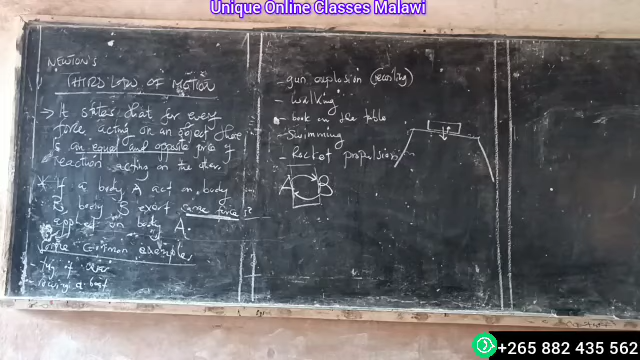 Unique Online Classes Malawi
NEWTON'S
THIRD LAW OF MOTION
→ It states that for every
force acting on an object there
is an equal and opposite force of
reaction acting on the other.
* If a body A act on body
B, body B exert same force is
applied on body A.
Some Common examples
rowing a boat
- gun explosion (recoiling)
- Walking
- book on the table
- Swimming
- Rocket propulsion
A B
+265 882 435 562